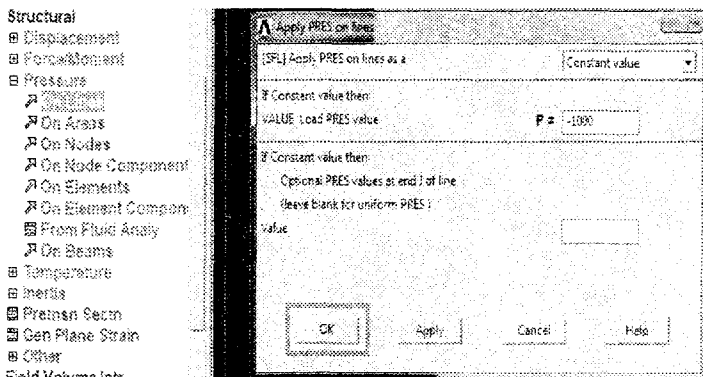 Structural
Displacement
Force/Moment
Pressure
On Areas
On Nodes
On Node Component
On Elements
On Element Compon
From Fluid Analy
On Beams
Temperature
Inertia
Pretnsn Sectn
Gen Plane Strain
Other
Field Volume Intr
Apply PRES on lines
[SFL] Apply PRES on lines as a
Constant value
If Constant value then:
VALUE Load PRES value
P = -1000
If Constant value then:
Optional PRES values at end J of line
(leave blank for uniform PRES )
Value
OK
Apply
Cancel
Help